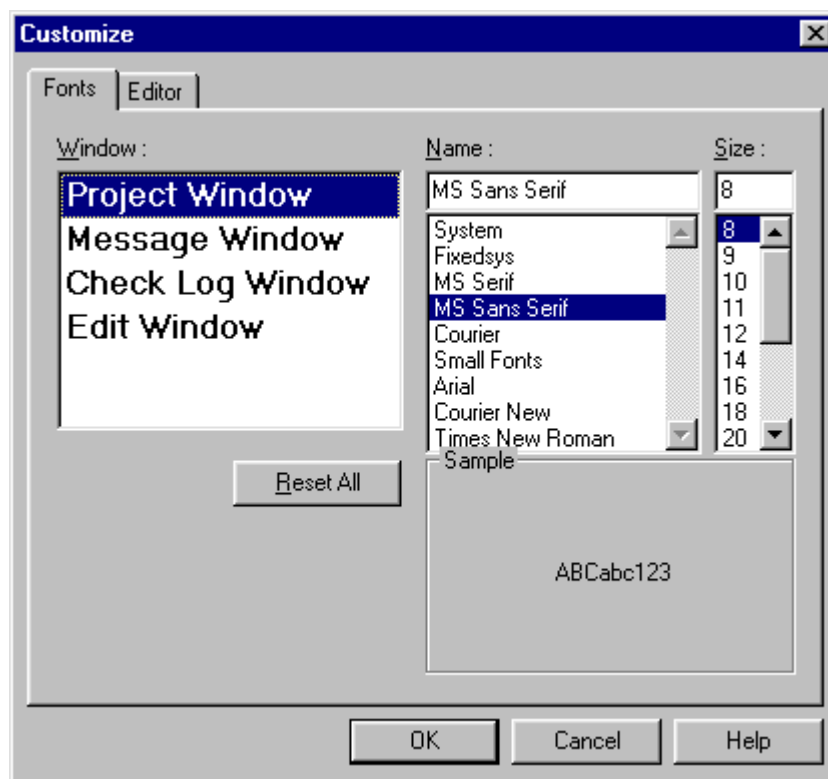 Customize
Fonts
Editor
Window :
Project Window
Message Window
Check Log Window
Edit Window
Reset All
Name :
MS Sans Serif
System
Fixedsys
MS Serif
MS Sans Serif
Courier
Small Fonts
Arial
Courier New
Times New Roman
Size :
8
8
9
10
11
12
14
16
18
20
Sample
ABCabc123
OK
Cancel
Help